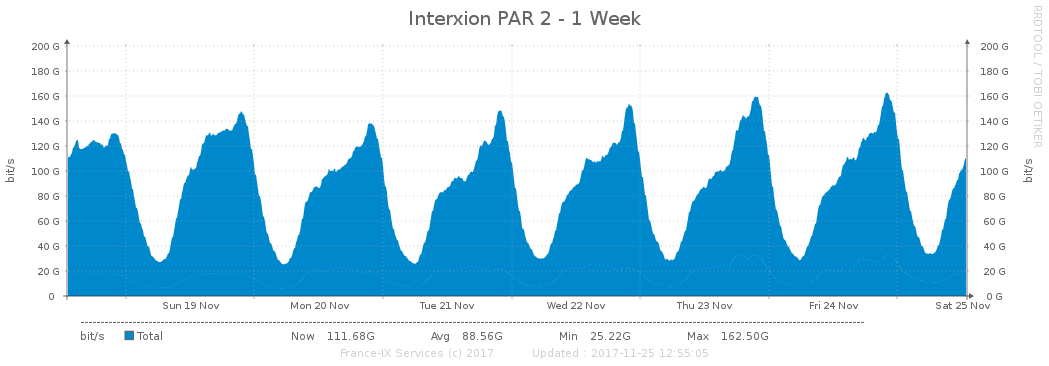 Interxion PAR 2 - 1 Week
RRDTOOL / TOBI OETIKER
200 G 200 G
180 G 180 G
160 G 160 G
140 G 140 G
120 G 120 G
100 G 100 G
80 G 80 G
60 G 60 G
40 G 40 G
20 G 20 G
0 0 G
bit/s
bit/s
Sun 19 Nov Mon 20 Nov Tue 21 Nov Wed 22 Nov Thu 23 Nov Fri 24 Nov Sat 25 Nov
bit/s Total Now 111.68G Avg 88.56G Min 25.22G Max 162.50G
France-IX Services (c) 2017 Updated : 2017-11-25 12:55:05